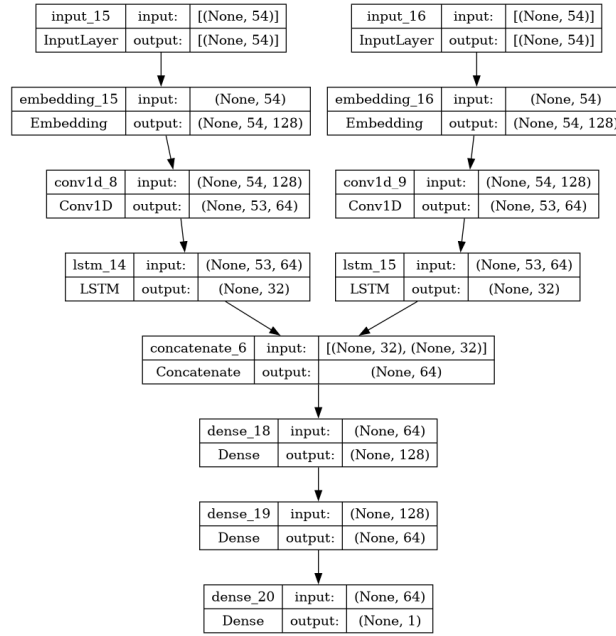 input_15 input: [(None, 54)]
InputLayer output: [(None, 54)]
input_16 input: [(None, 54)]
InputLayer output: [(None, 54)]
embedding_15 input: (None, 54)
Embedding output: (None, 54, 128)
embedding_16 input: (None, 54)
Embedding output: (None, 54, 128)
conv1d_8 input: (None, 54, 128)
Conv1D output: (None, 53, 64)
conv1d_9 input: (None, 54, 128)
Conv1D output: (None, 53, 64)
lstm_14 input: (None, 53, 64)
LSTM output: (None, 32)
lstm_15 input: (None, 53, 64)
LSTM output: (None, 32)
concatenate_6 input: [(None, 32), (None, 32)]
Concatenate output: (None, 64)
dense_18 input: (None, 64)
Dense output: (None, 128)
dense_19 input: (None, 128)
Dense output: (None, 64)
dense_20 input: (None, 64)
Dense output: (None, 1)